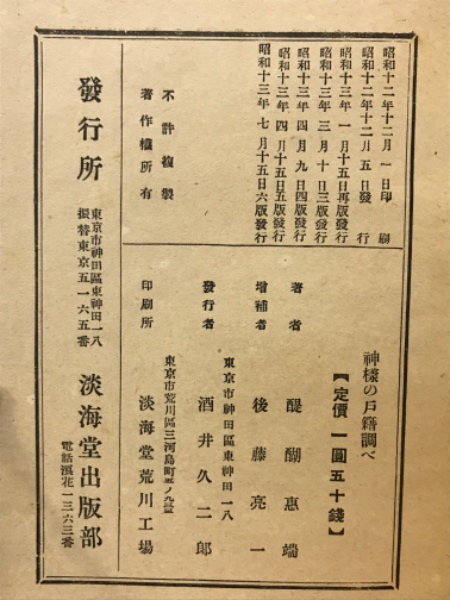 昭和十二年十二月一日印刷
昭和十二年十二月五日發行
昭和十三年一月十五日再版發行
昭和十三年三月十日三版發行
昭和十三年四月九日四版發行
昭和十三年四月十五日五版發行
昭和十三年七月十五日六版發行
不許複製
著作權所有
神樣の戸籍調べ
【定價一圓五十錢】
著者 醍醐惠端
增補者 後藤亮一
東京市神田區東神田一八
發行者 酒井久二郎
東京市荒川區三河島町
印刷所 淡海堂荒川工場
發行所
東京市神田區東神田一八
振替東京五一六五番
淡海堂出版部
電話浪花一三六三番